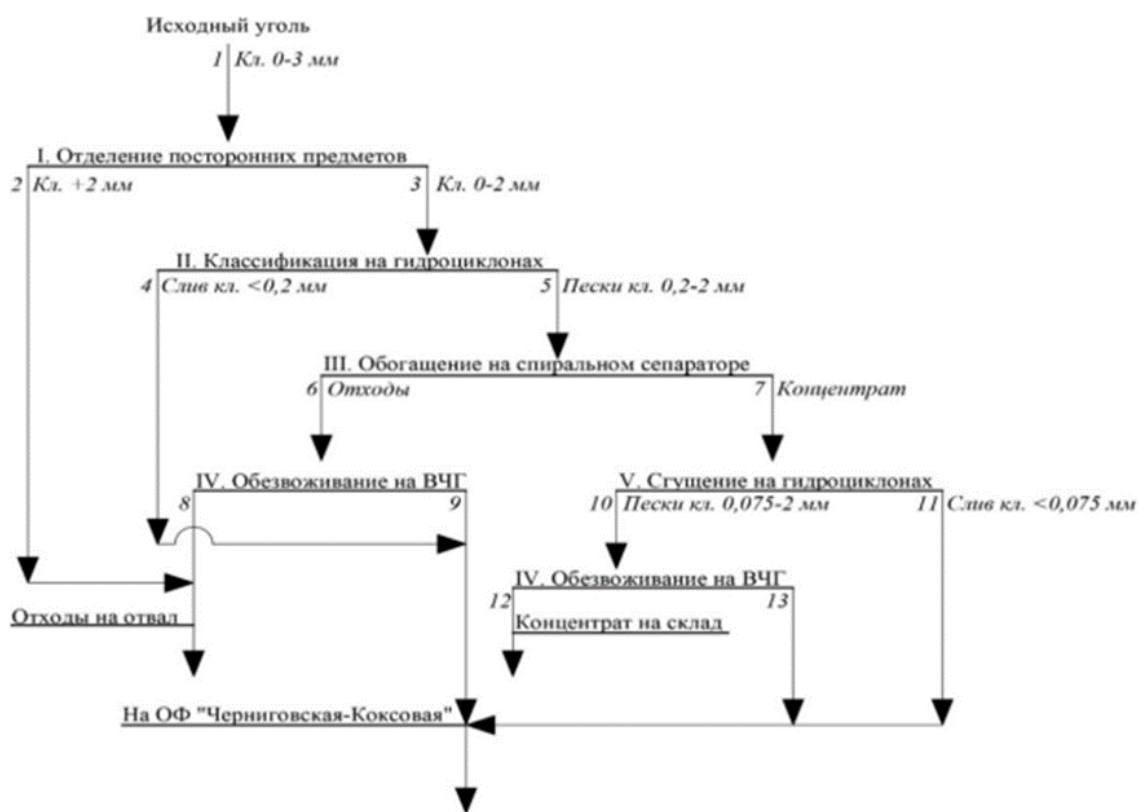 Исходный уголь
1 Кл. 0-3 мм
I. Отделение посторонних предметов
2 Кл. +2 мм
3 Кл. 0-2 мм
II. Классификация на гидроциклонах
4 Слив кл. <0,2 мм
5 Пески кл. 0,2-2 мм
III. Обогащение на спиральном сепараторе
6 Отходы
7 Концентрат
IV. Обезвоживание на ВЧГ
V. Сгущение на гидроциклонах
8
9
10 Пески кл. 0,075-2 мм
11 Слив кл. <0,075 мм
IV. Обезвоживание на ВЧГ
12
13
Отходы на отвал
Концентрат на склад
На ОФ "Черниговская-Коксовая"